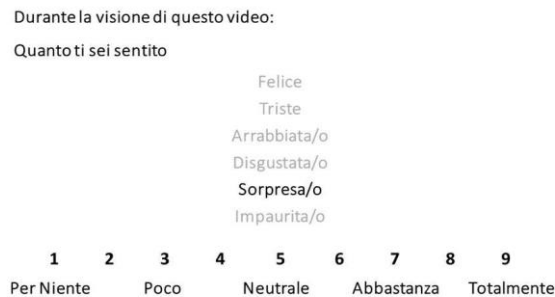 Durante la visione di questo video:
Quanto ti sei sentito
Felice
Triste
Arrabbiata/o
Disgustata/o
Sorpresa/o
Impaurita/o
1 2 3 4 5 6 7 8 9
Per Niente Poco Neutrale Abbastanza Totalmente